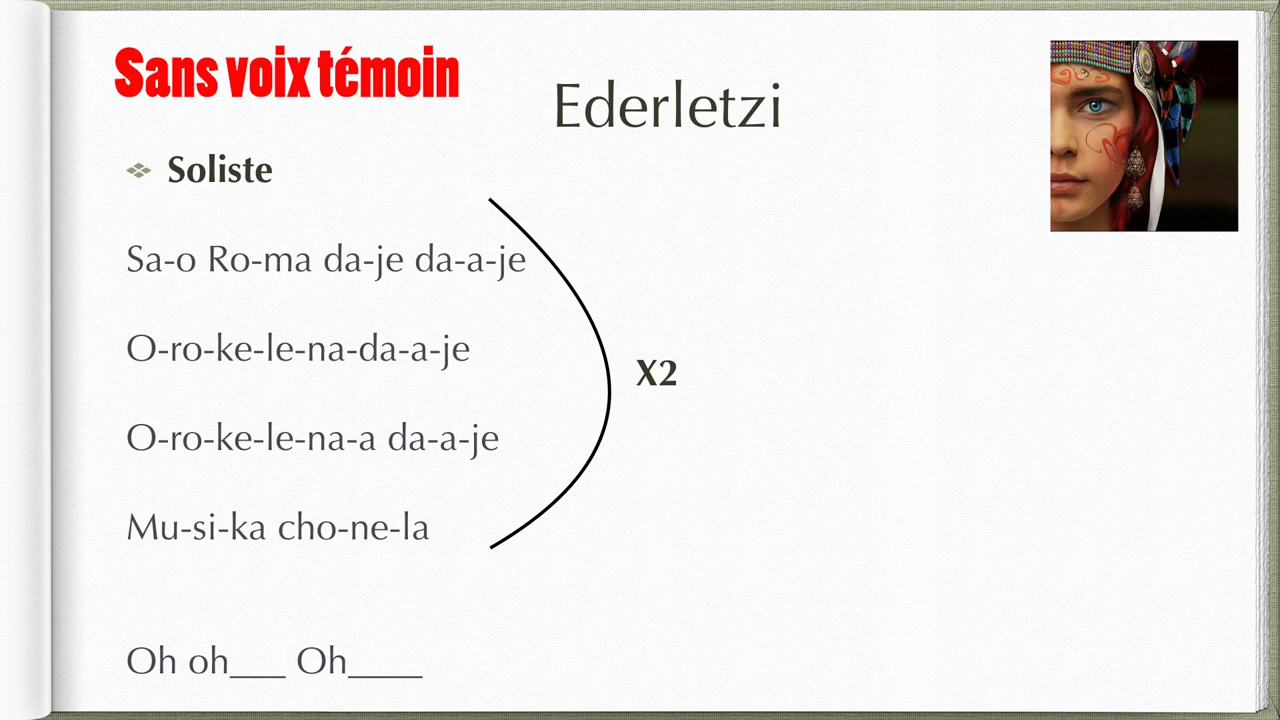 Sans voix témoin
Ederletzi
Soliste
Sa-o Ro-ma da-je da-a-je
O-ro-ke-le-na-da-a-je
O-ro-ke-le-na-a da-a-je
X2
Mu-si-ka cho-ne-la
Oh oh___ Oh____